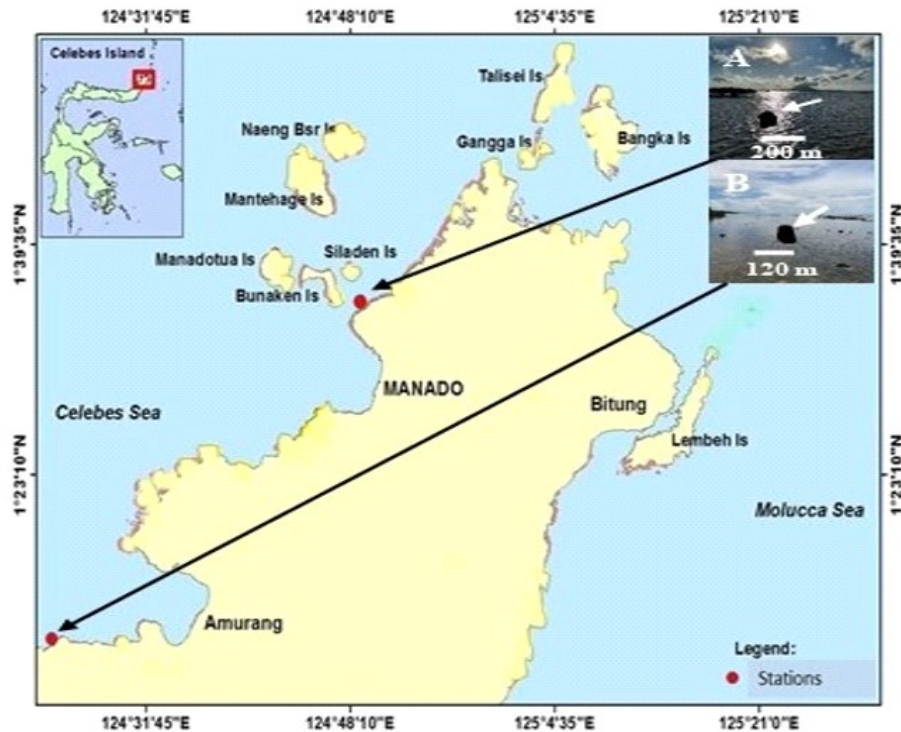 124°31'45"E 124°48'10"E 125°4'35"E 125°21'0"E
Celebes Island
A
200 m
B
120 m
Talisei Is
Naeng Bsr Is
Gangga Is
Bangka Is
Mantehage Is
1°39'35"N
1°39'35"N
Manadotua Is
Siladen Is
Bunaken Is
MANADO
Bitung
Celebes Sea
Lembeh Is
1°23'10"N
1°23'10"N
Molucca Sea
Amurang
Legend:
Stations
124°31'45"E 124°48'10"E 125°4'35"E 125°21'0"E